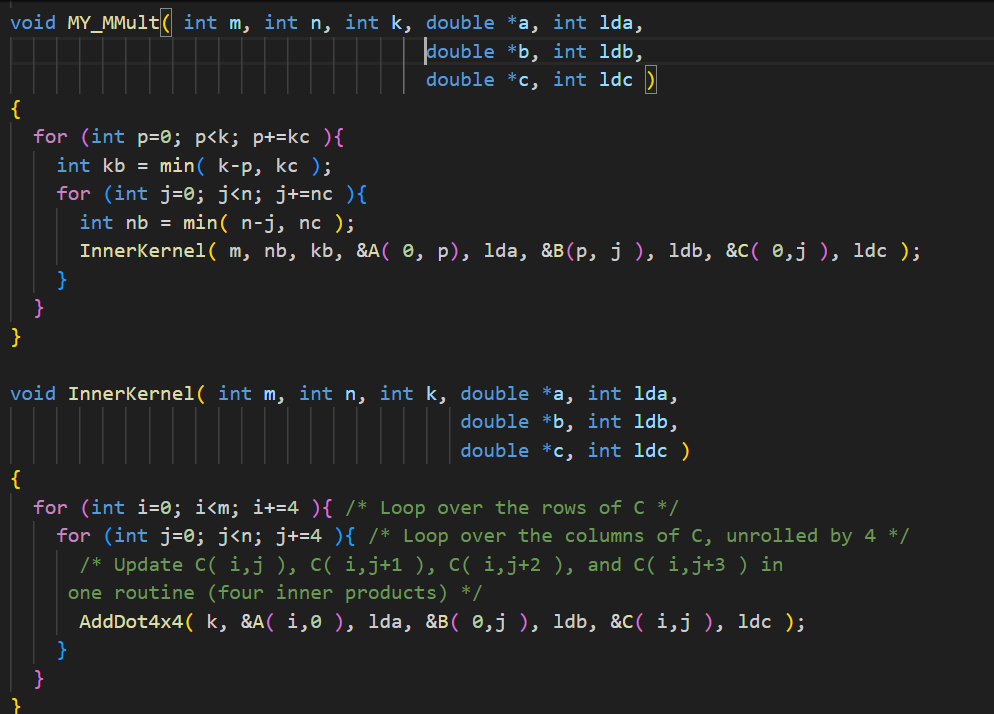 void MY_MMult( int m, int n, int k, double *a, int lda,
                                    double *b, int ldb,
                                    double *c, int ldc )
{
  for (int p=0; p<k; p+=kc ){
    int kb = min( k-p, kc );
    for (int j=0; j<n; j+=nc ){
      int nb = min( n-j, nc );
      InnerKernel( m, nb, kb, &A( 0, p), lda, &B(p, j ), ldb, &C( 0,j ), ldc );
    }
  }
}

void InnerKernel( int m, int n, int k, double *a, int lda,
                                       double *b, int ldb,
                                       double *c, int ldc )
{
  for (int i=0; i<m; i+=4 ){ /* Loop over the rows of C */
    for (int j=0; j<n; j+=4 ){ /* Loop over the columns of C, unrolled by 4 */
      /* Update C( i,j ), C( i,j+1 ), C( i,j+2 ), and C( i,j+3 ) in
     one routine (four inner products) */
      AddDot4x4( k, &A( i,0 ), lda, &B( 0,j ), ldb, &C( i,j ), ldc );
    }
  }
}